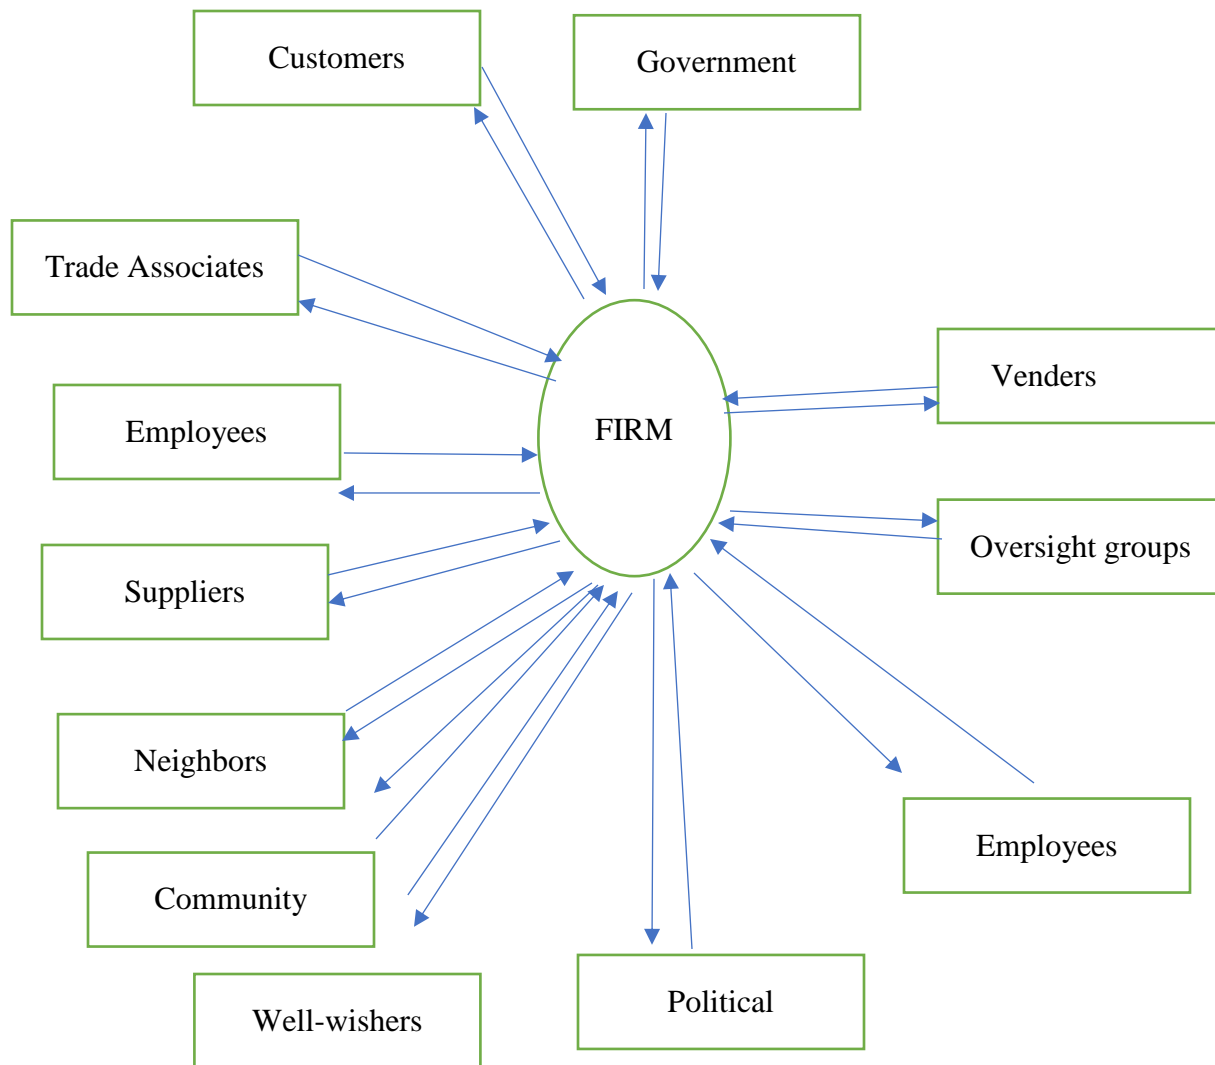 Customers
Government
Trade Associates
Venders
Employees
FIRM
Oversight groups
Suppliers
Neighbors
Employees
Community
Political
Well-wishers